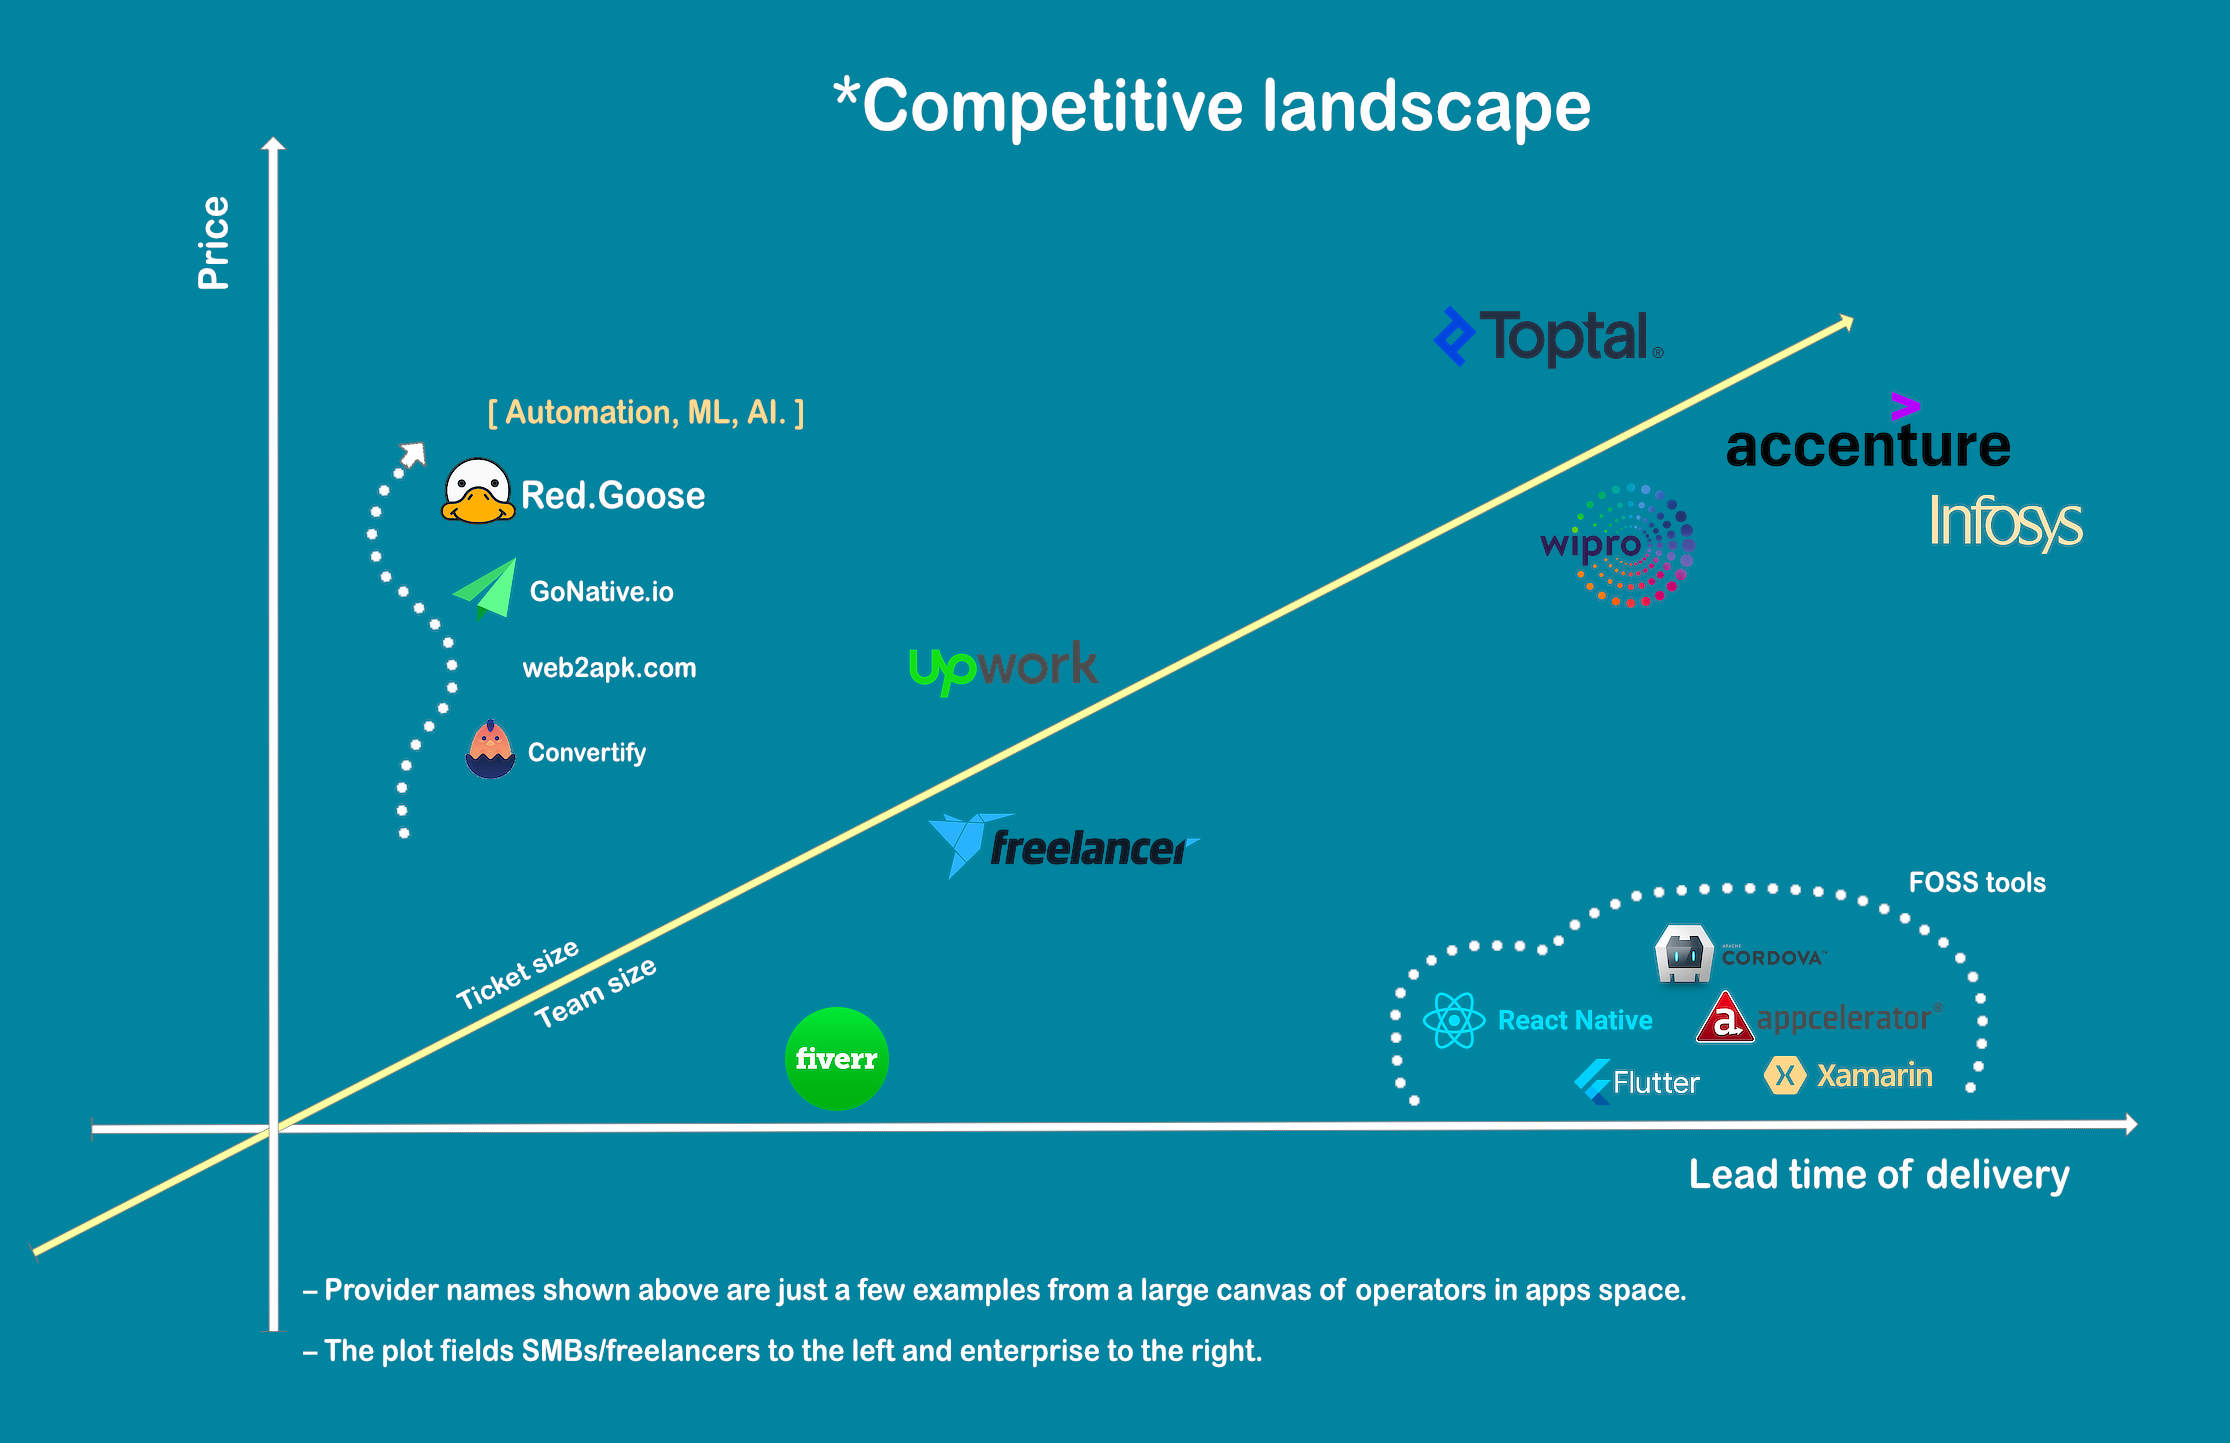 *Competitive landscape
Price
Toptal®
[ Automation, ML, AI. ]
accenture
Red.Goose
Infosys
wipro
GoNative.io
web2apk.com
upwork
Convertify
freelancer
FOSS tools
APACHE
CORDOVA™
Ticket size
Team size
React Native
appcelerator®
fiverr
Flutter
Xamarin
Lead time of delivery
– Provider names shown above are just a few examples from a large canvas of operators in apps space.
– The plot fields SMBs/freelancers to the left and enterprise to the right.